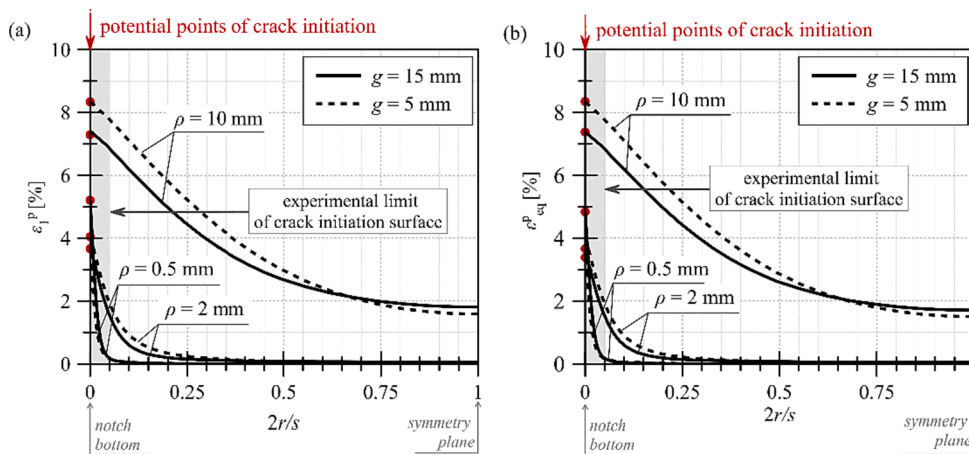 (a)
potential points of crack initiation
10
8
6
4
2
0
ε₁ᵖ [%]
g = 15 mm
g = 5 mm
ρ = 10 mm
experimental limit
of crack initiation surface
ρ = 0.5 mm
ρ = 2 mm
0
0.25
0.5
0.75
1
2r/s
notch
bottom
symmetry
plane
(b)
potential points of crack initiation
10
8
6
4
2
0
εᵖeq [%]
g = 15 mm
g = 5 mm
ρ = 10 mm
experimental limit
of crack initiation surface
ρ = 0.5 mm
ρ = 2 mm
0
0.25
0.5
0.75
2r/s
notch
bottom
symmetry
plane